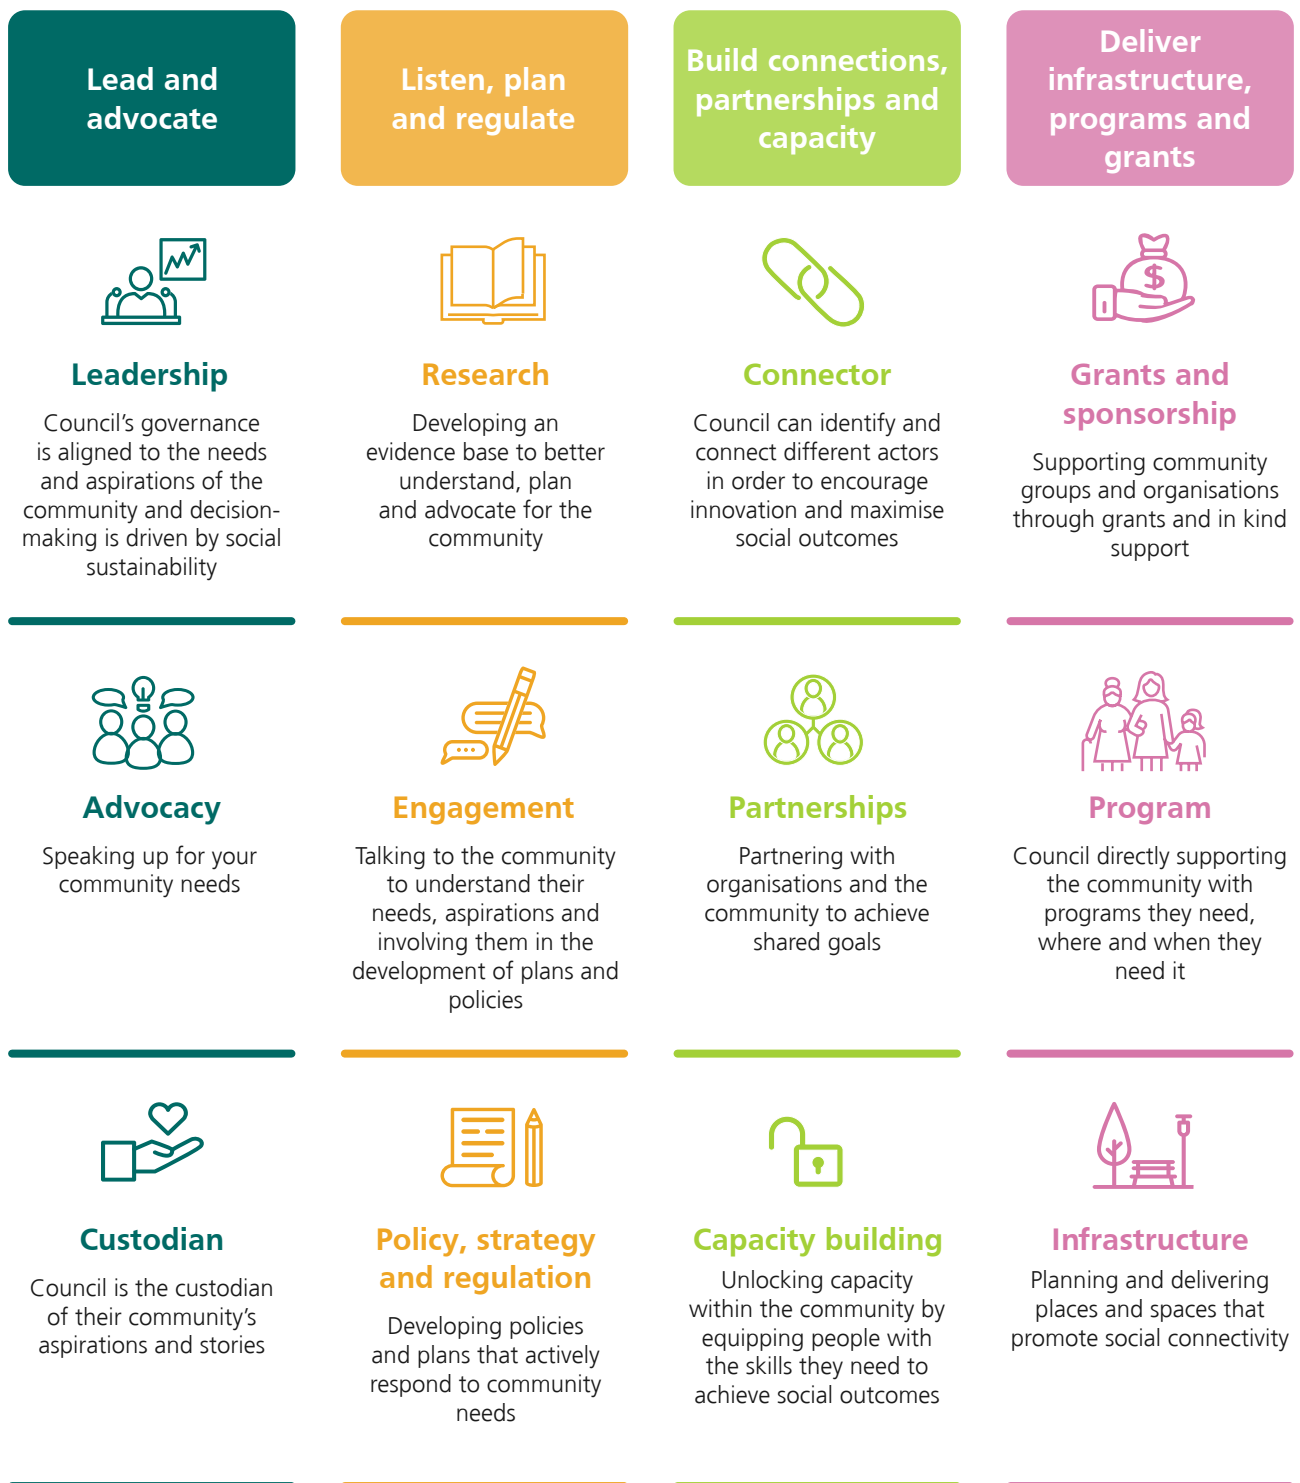 Lead and
advocate
Leadership
Council’s governance
is aligned to the needs
and aspirations of the
community and decision-
making is driven by social
sustainability
Advocacy
Speaking up for your
community needs
Custodian
Council is the custodian
of their community’s
aspirations and stories
Listen, plan
and regulate
Research
Developing an
evidence base to better
understand, plan
and advocate for the
community
Engagement
Talking to the community
to understand their
needs, aspirations and
involving them in the
development of plans and
policies
Policy, strategy
and regulation
Developing policies
and plans that actively
respond to community
needs
Build connections,
partnerships and
capacity
Connector
Council can identify and
connect different actors
in order to encourage
innovation and maximise
social outcomes
Partnerships
Partnering with
organisations and the
community to achieve
shared goals
Capacity building
Unlocking capacity
within the community by
equipping people with
the skills they need to
achieve social outcomes
Deliver
infrastructure,
programs and
grants
$
Grants and
sponsorship
Supporting community
groups and organisations
through grants and in kind
support
Program
Council directly supporting
the community with
programs they need,
where and when they
need it
Infrastructure
Planning and delivering
places and spaces that
promote social connectivity